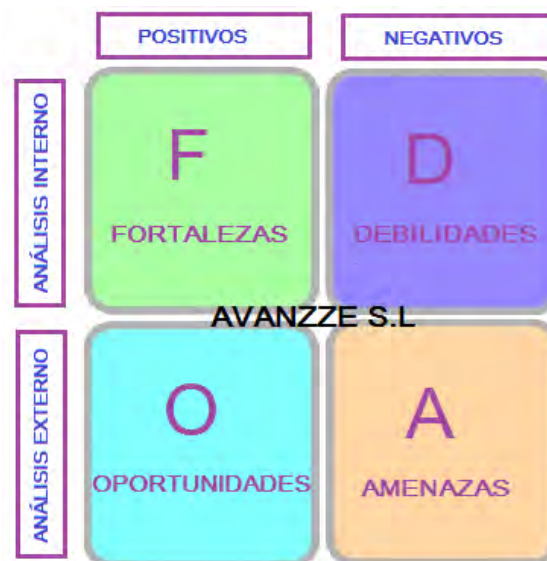 POSITIVOS
NEGATIVOS
ANÁLISIS INTERNO
F
FORTALEZAS
D
DEBILIDADES
AVANZZE S.L
ANÁLISIS EXTERNO
O
OPORTUNIDADES
A
AMENAZAS